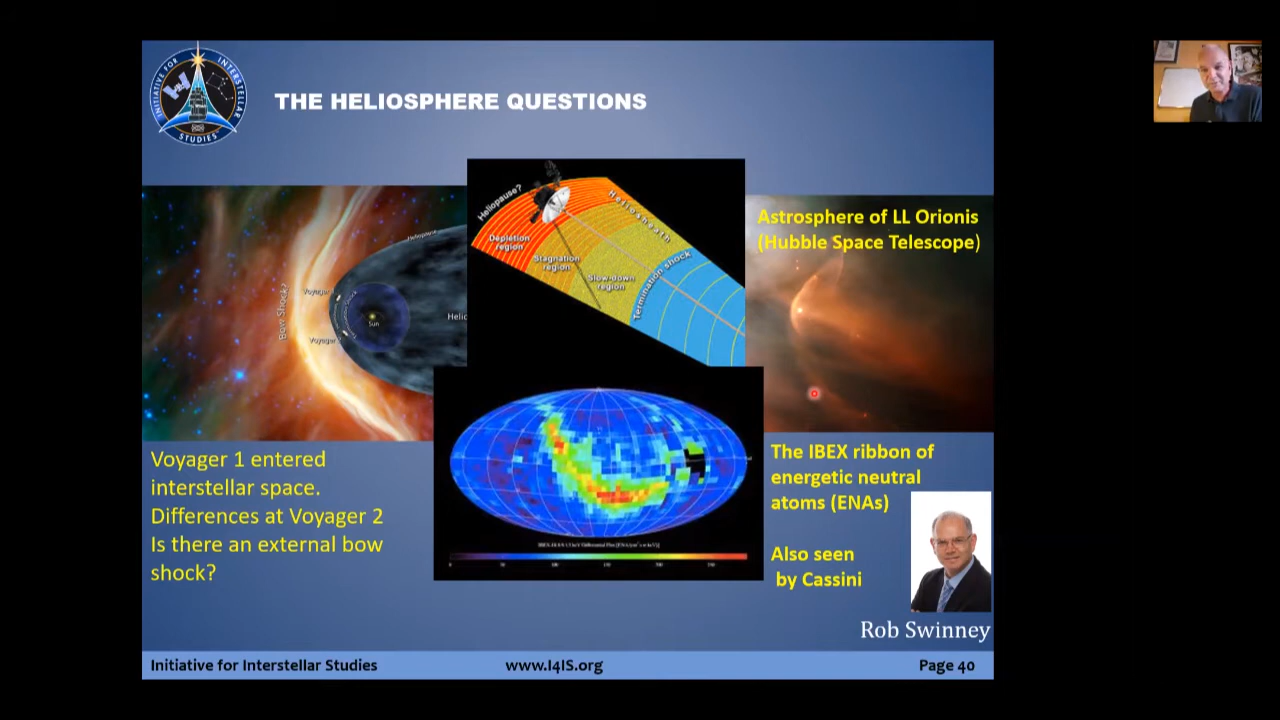 INITIATIVE FOR INTERSTELLAR
STUDIES
THE HELIOSPHERE QUESTIONS
Heliopause
Bow Shock?
Voyager
Sun
Voyager
Helio
Heliopause?
Heliosheath
Depletion
region
Stagnation
region
Slow-down
region
Termination shock
Astrosphere of LL Orionis
(Hubble Space Telescope)
Voyager 1 entered
interstellar space.
Differences at Voyager 2
Is there an external bow
shock?
The IBEX ribbon of
energetic neutral
atoms (ENAs)
Also seen
by Cassini
Rob Swinney
Initiative for Interstellar Studies
www.I4IS.org
Page 40